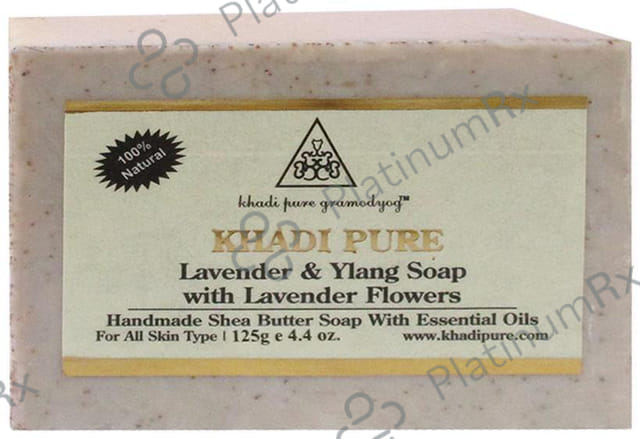 100%
Natural
khadi pure gramodyog™
KHADI PURE
Lavender & Ylang Soap
with Lavender Flowers
Handmade Shea Butter Soap With Essential Oils
For All Skin Type | 125g e 4.4 oz.
www.khadipure.com
PlatinumRx
PlatinumRx
PlatinumRx
Rx